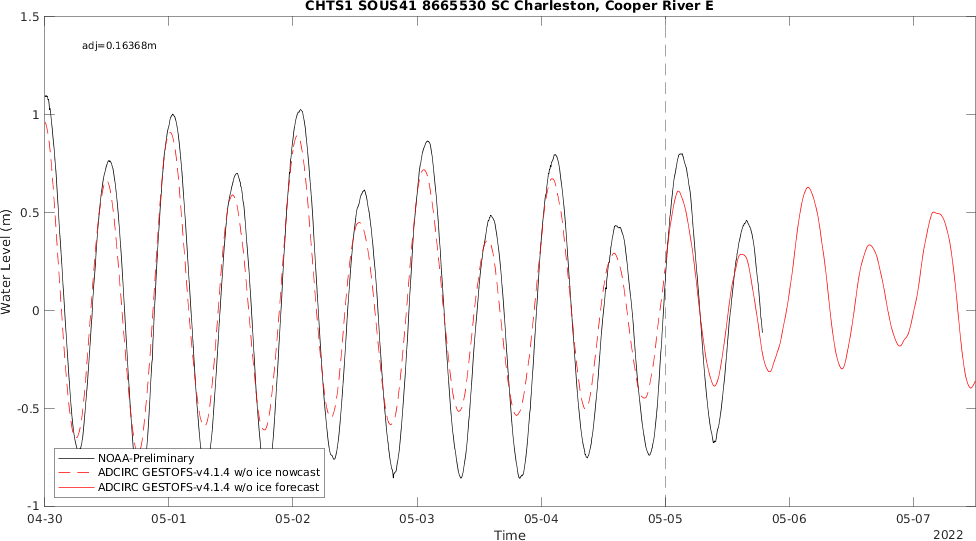 CHTS1 SOUS41 8665530 SC Charleston, Cooper River E
1.5
adj=0.16368m
1
0.5
Water Level (m)
0
-0.5
NOAA-Preliminary
ADCIRC GESTOFS-v4.1.4 w/o ice nowcast
ADCIRC GESTOFS-v4.1.4 w/o ice forecast
-1
04-30 05-01 05-02 05-03 05-04 05-05 05-06 05-07
Time
2022